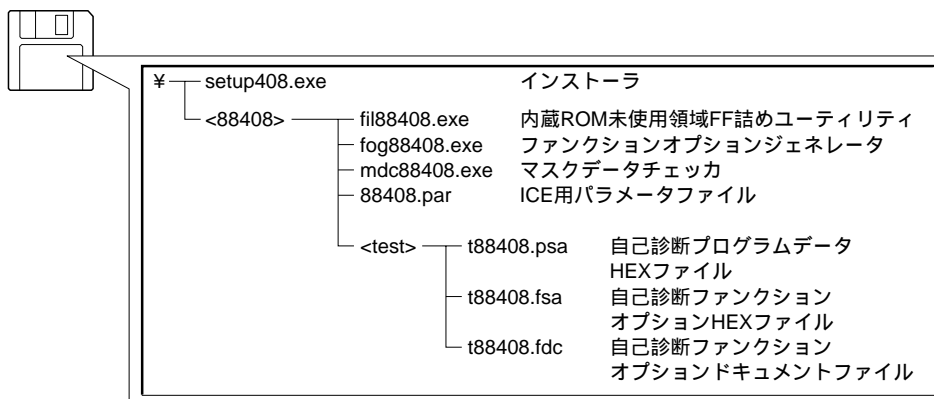 ¥ setup408.exe インストーラ
<88408> fil88408.exe 内蔵ROM未使用領域FF詰めユーティリティ
fog88408.exe ファンクションオプションジェネレータ
mdc88408.exe マスクデータチェッカ
88408.par ICE用パラメータファイル
<test> t88408.psa 自己診断プログラムデータ
HEXファイル
t88408.fsa 自己診断ファンクション
オプションHEXファイル
t88408.fdc 自己診断ファンクション
オプションドキュメントファイル